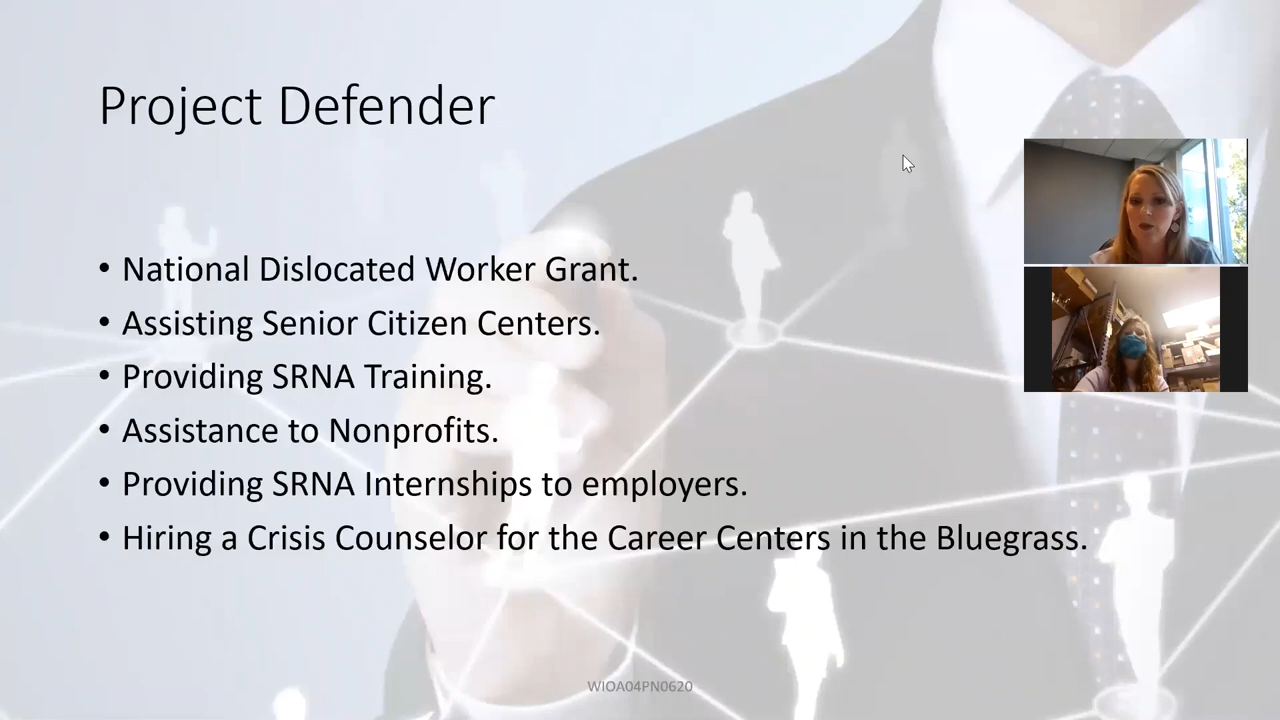 Project Defender
• National Dislocated Worker Grant.
• Assisting Senior Citizen Centers.
• Providing SRNA Training.
• Assistance to Nonprofits.
• Providing SRNA Internships to employers.
• Hiring a Crisis Counselor for the Career Centers in the Bluegrass.
WIOA04PN0620